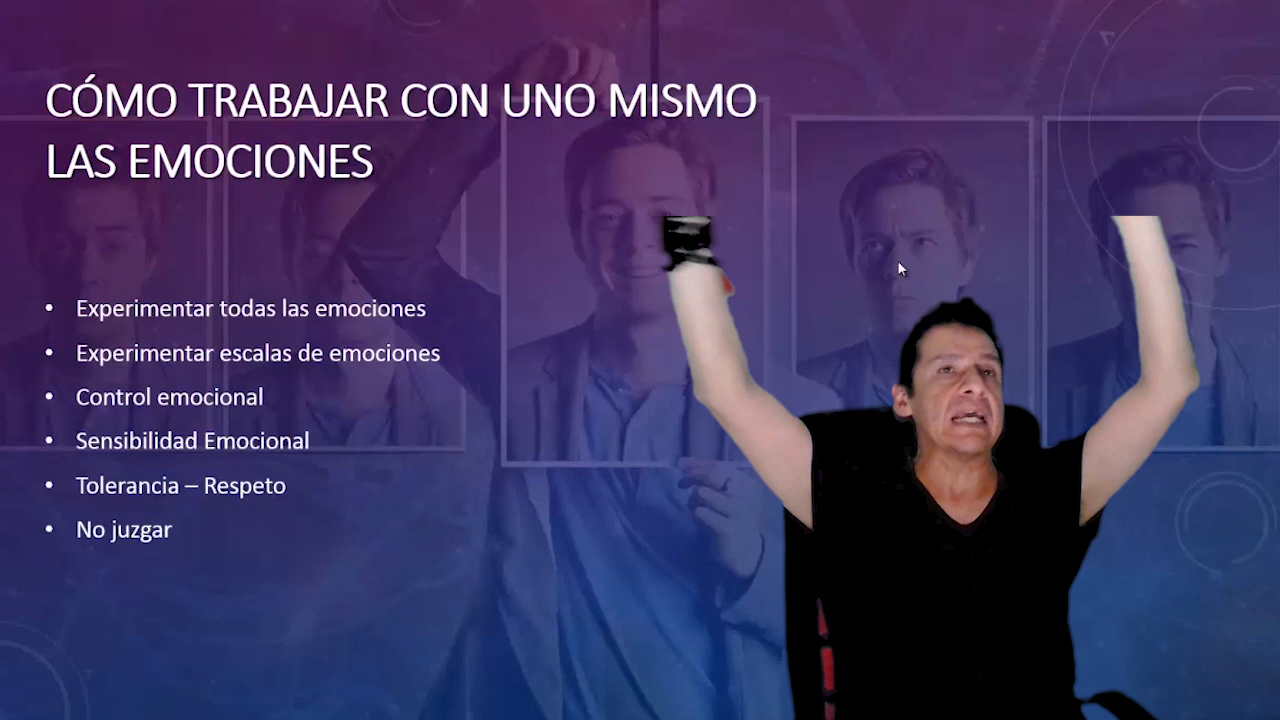 CÓMO TRABAJAR CON UNO MISMO
LAS EMOCIONES
• Experimentar todas las emociones
• Experimentar escalas de emociones
• Control emocional
• Sensibilidad Emocional
• Tolerancia – Respeto
• No juzgar